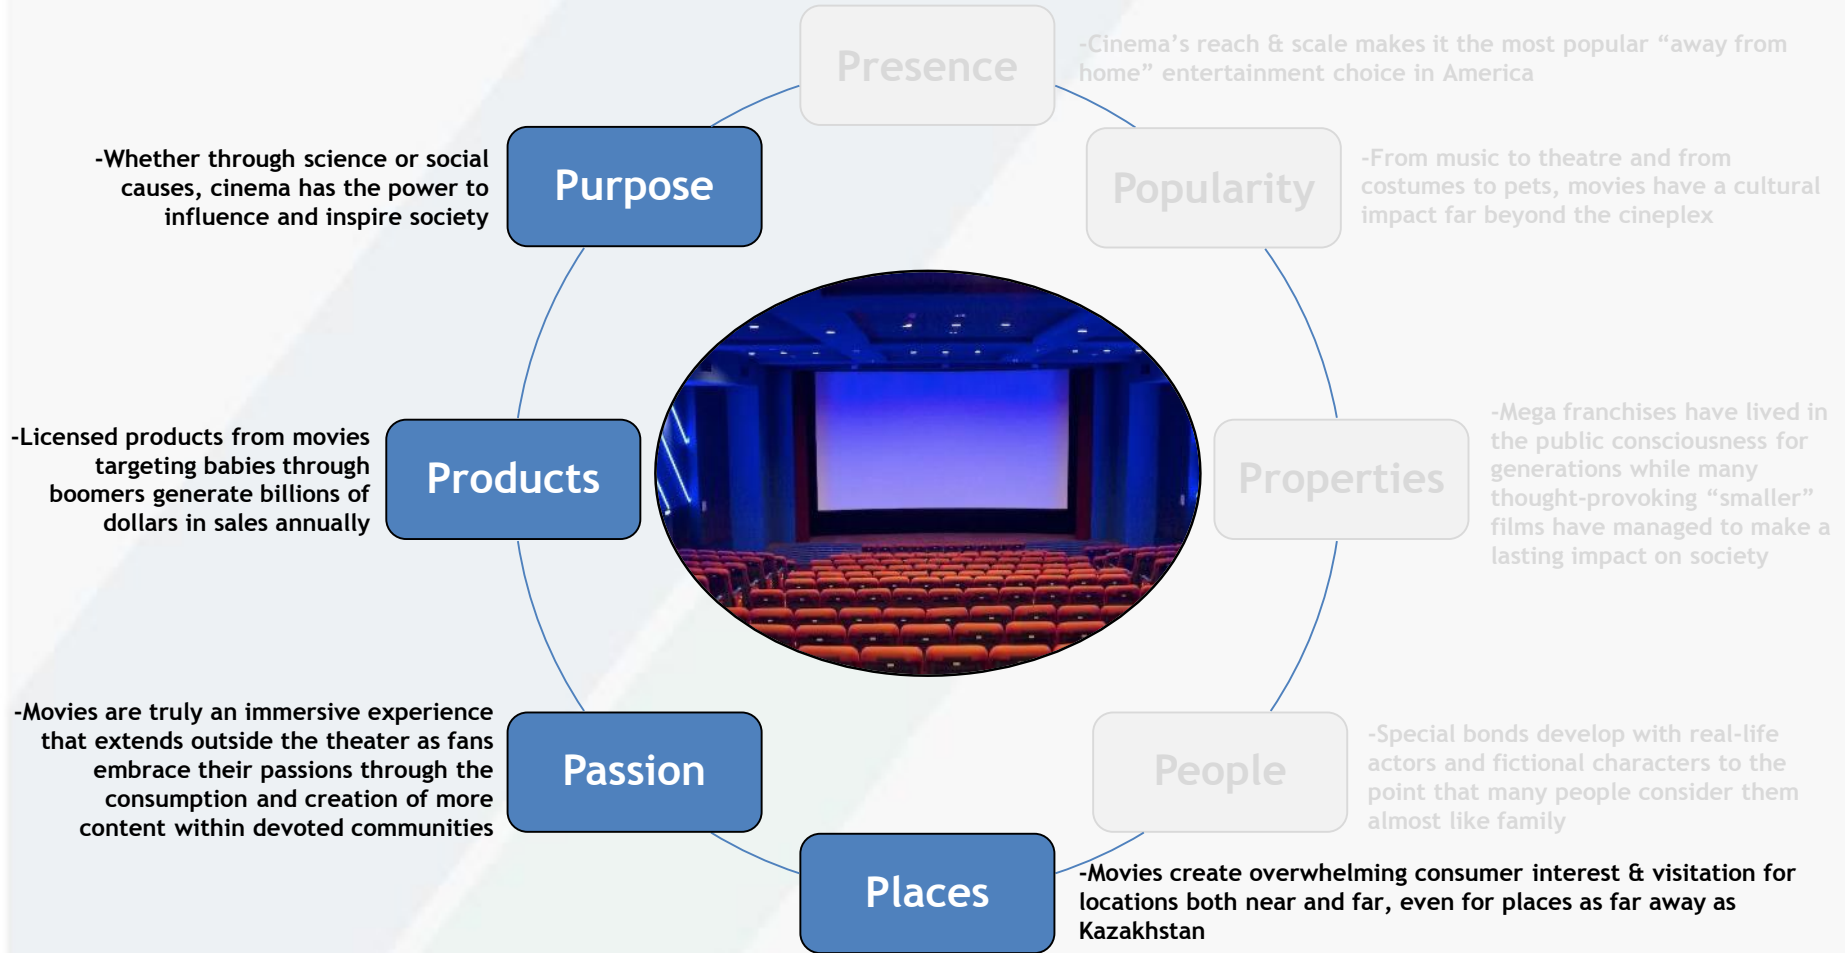 Presence
-Cinema’s reach & scale makes it the most popular “away from
home” entertainment choice in America
Popularity
-From music to theatre and from
costumes to pets, movies have a cultural
impact far beyond the cineplex
Properties
-Mega franchises have lived in
the public consciousness for
generations while many
thought-provoking “smaller”
films have managed to make a
lasting impact on society
People
-Special bonds develop with real-life
actors and fictional characters to the
point that many people consider them
almost like family
Places
-Movies create overwhelming consumer interest & visitation for
locations both near and far, even for places as far away as
Kazakhstan
Passion
-Movies are truly an immersive experience
that extends outside the theater as fans
embrace their passions through the
consumption and creation of more
content within devoted communities
Products
-Licensed products from movies
targeting babies through
boomers generate billions of
dollars in sales annually
Purpose
-Whether through science or social
causes, cinema has the power to
influence and inspire society